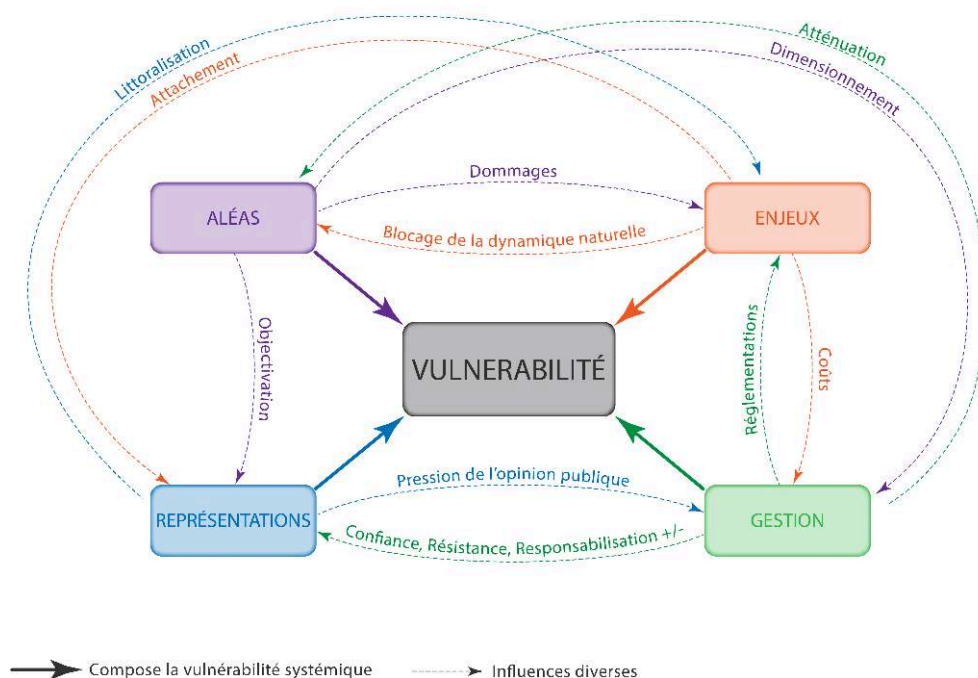 Littoralisation
Attachement
Atténuation
Dimensionnement
Dommages
ALÉAS
ENJEUX
Blocage de la dynamique naturelle
Objectivation
VULNERABILITÉ
Réglementations
Coûts
Pression de l'opinion publique
REPRÉSENTATIONS
GESTION
Confiance, Résistance, Responsabilisation +/-
Compose la vulnérabilité systémique
Influences diverses